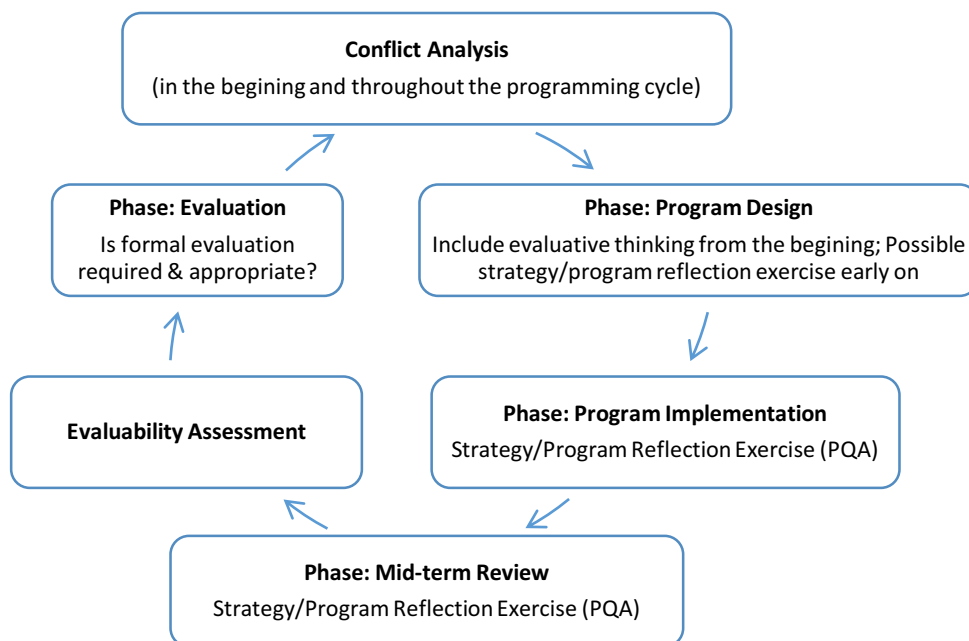 Conflict Analysis
(in the begining and throughout the programming cycle)
Phase: Evaluation
Is formal evaluation
required & appropriate?
Phase: Program Design
Include evaluative thinking from the begining; Possible
strategy/program reflection exercise early on
Evaluability Assessment
Phase: Program Implementation
Strategy/Program Reflection Exercise (PQA)
Phase: Mid-term Review
Strategy/Program Reflection Exercise (PQA)